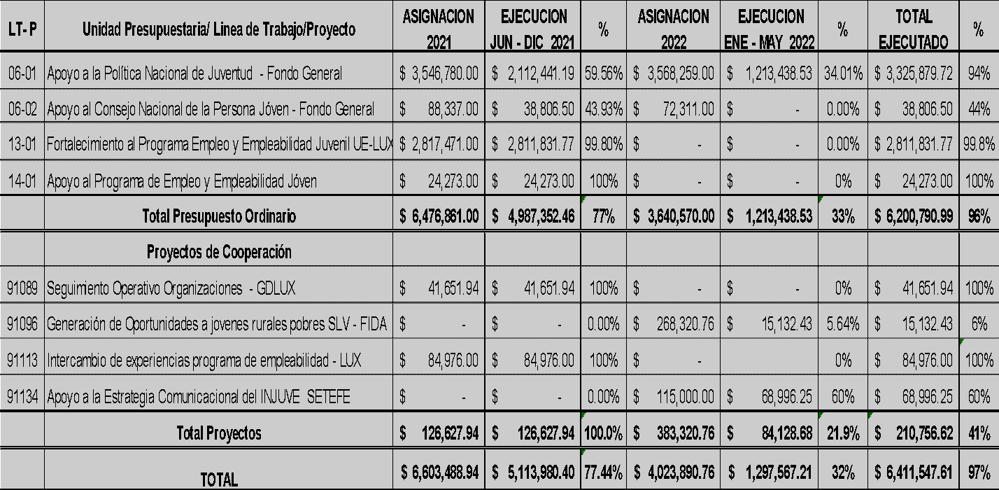 LT- P Unidad Presupuestaria/ Linea de Trabajo/Proyecto ASIGNACION 2021 EJECUCION JUN - DIC 2021 % ASIGNACION 2022 EJECUCION ENE - MAY 2022 % TOTAL EJECUTADO %
06-01 Apoyo a la Política Nacional de Juventud - Fondo General $ 3,546,780.00 $ 2,112,441.19 59.56% $ 3,568,259.00 $ 1,213,438.53 34.01% $ 3,325,879.72 94%
06-02 Apoyo al Consejo Nacional de la Persona Jóven - Fondo General $ 88,337.00 $ 38,806.50 43.93% $ 72,311.00 $ - 0.00% $ 38,806.50 44%
13-01 Fortalecimiento al Programa Empleo y Empleabilidad Juvenil UE-LUX $ 2,817,471.00 $ 2,811,831.77 99.80% $ - $ - 0.00% $ 2,811,831.77 99.8%
14-01 Apoyo al Programa de Empleo y Empleabilidad Jóven $ 24,273.00 $ 24,273.00 100% $ - $ - 0% $ 24,273.00 100%
Total Presupuesto Ordinario $ 6,476,861.00 $ 4,987,352.46 77% $ 3,640,570.00 $ 1,213,438.53 33% $ 6,200,790.99 96%
Proyectos de Cooperación
91089 Seguimiento Operativo Organizaciones - GDLUX $ 41,651.94 $ 41,651.94 100% $ - $ - 0% $ 41,651.94 100%
91096 Generación de Oportunidades a jovenes rurales pobres SLV - FIDA $ - $ - 0.00% $ 268,320.76 $ 15,132.43 5.64% $ 15,132.43 6%
91113 Intercambio de experiencias programa de empleabilidad - LUX $ 84,976.00 $ 84,976.00 100% $ - 0% $ 84,976.00 100%
91134 Apoyo a la Estrategia Comunicacional del INJUVE SETEFE $ - $ - 0.00% $ 115,000.00 $ 68,996.25 60% $ 68,996.25 60%
Total Proyectos $ 126,627.94 $ 126,627.94 100.0% $ 383,320.76 $ 84,128.68 21.9% $ 210,756.62 41%
TOTAL $ 6,603,488.94 $ 5,113,980.40 77.44% $ 4,023,890.76 $ 1,297,567.21 32% $ 6,411,547.61 97%